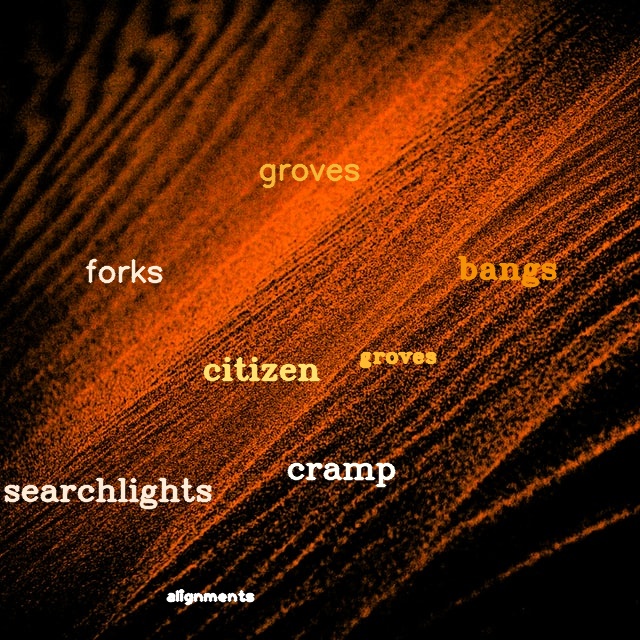 groves
forks
bangs
groves
citizen
cramp
searchlights
alignments